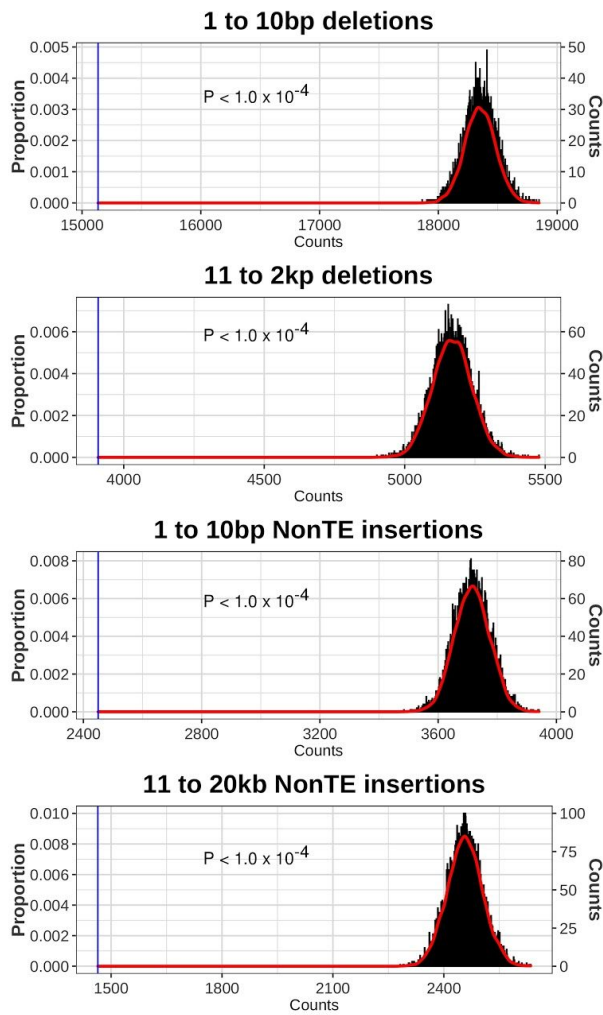 1 to 10bp deletions
0.005
0.004
0.003
0.002
0.001
0.000
Proportion
P < 1.0 x 10-4
50
40
30
20
10
0
Counts
15000 16000 17000 18000 19000
Counts
11 to 2kp deletions
0.006
0.004
0.002
0.000
Proportion
P < 1.0 x 10-4
60
40
20
0
Counts
4000 4500 5000 5500
Counts
1 to 10bp NonTE insertions
0.008
0.006
0.004
0.002
0.000
Proportion
P < 1.0 x 10-4
80
60
40
20
0
Counts
2400 2800 3200 3600 4000
Counts
11 to 20kb NonTE insertions
0.010
0.008
0.006
0.004
0.002
0.000
Proportion
P < 1.0 x 10-4
100
75
50
25
0
Counts
1500 1800 2100 2400
Counts